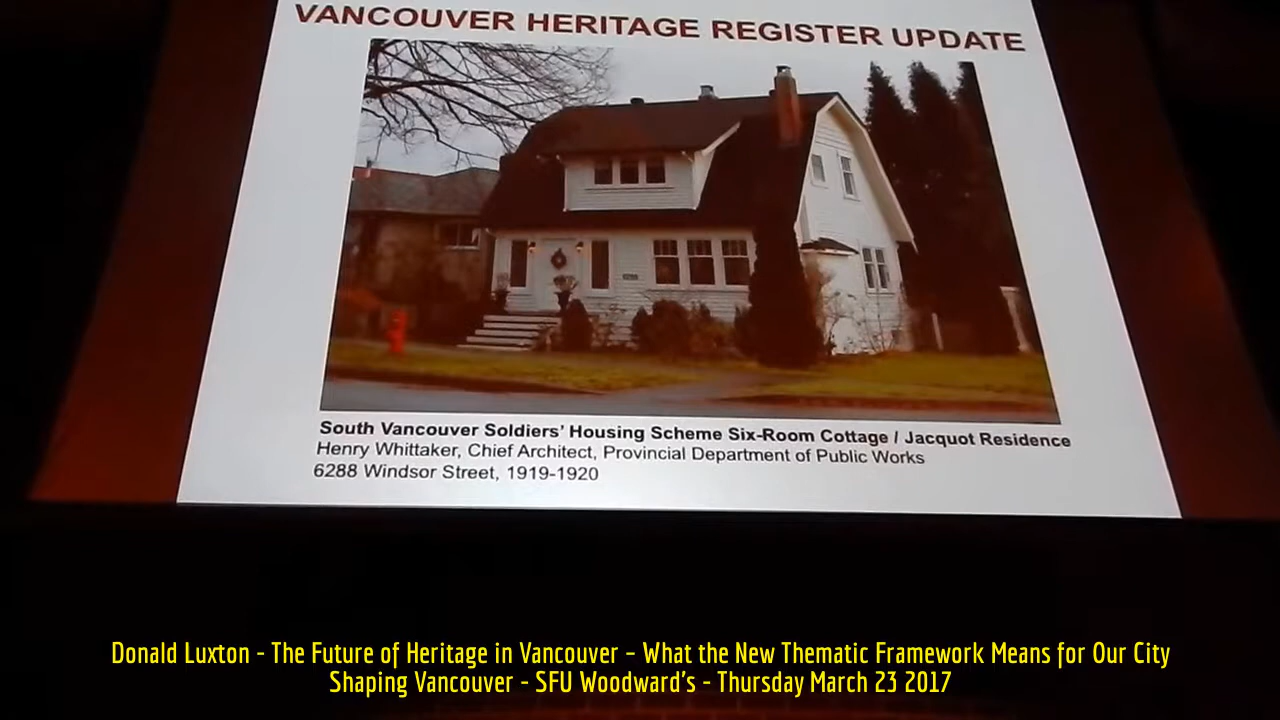 VANCOUVER HERITAGE REGISTER UPDATE
South Vancouver Soldiers' Housing Scheme Six-Room Cottage / Jacquot Residence
Henry Whittaker, Chief Architect, Provincial Department of Public Works
6288 Windsor Street, 1919-1920
Donald Luxton - The Future of Heritage in Vancouver - What the New Thematic Framework Means for Our City
Shaping Vancouver - SFU Woodward's - Thursday March 23 2017